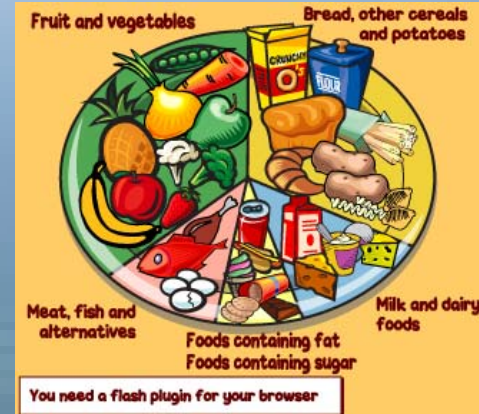 Fruit and vegetables
Bread, other cereals
and potatoes
CRUNCHY
O's
FLOUR
Meat, fish and
alternatives
Milk and dairy
foods
Foods containing fat
Foods containing sugar
You need a flash plugin for your browser